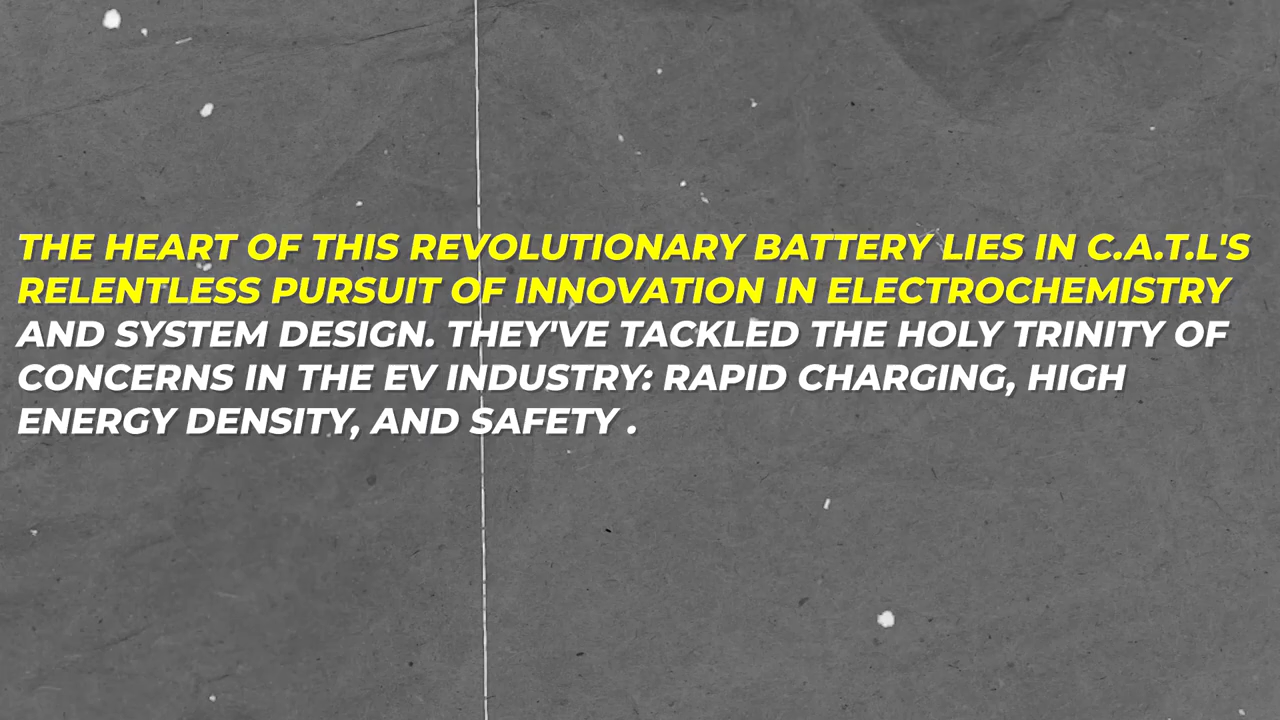 THE HEART OF THIS REVOLUTIONARY BATTERY LIES IN C.A.T.L'S
RELENTLESS PURSUIT OF INNOVATION IN ELECTROCHEMISTRY
AND SYSTEM DESIGN. THEY'VE TACKLED THE HOLY TRINITY OF
CONCERNS IN THE EV INDUSTRY: RAPID CHARGING, HIGH
ENERGY DENSITY, AND SAFETY .